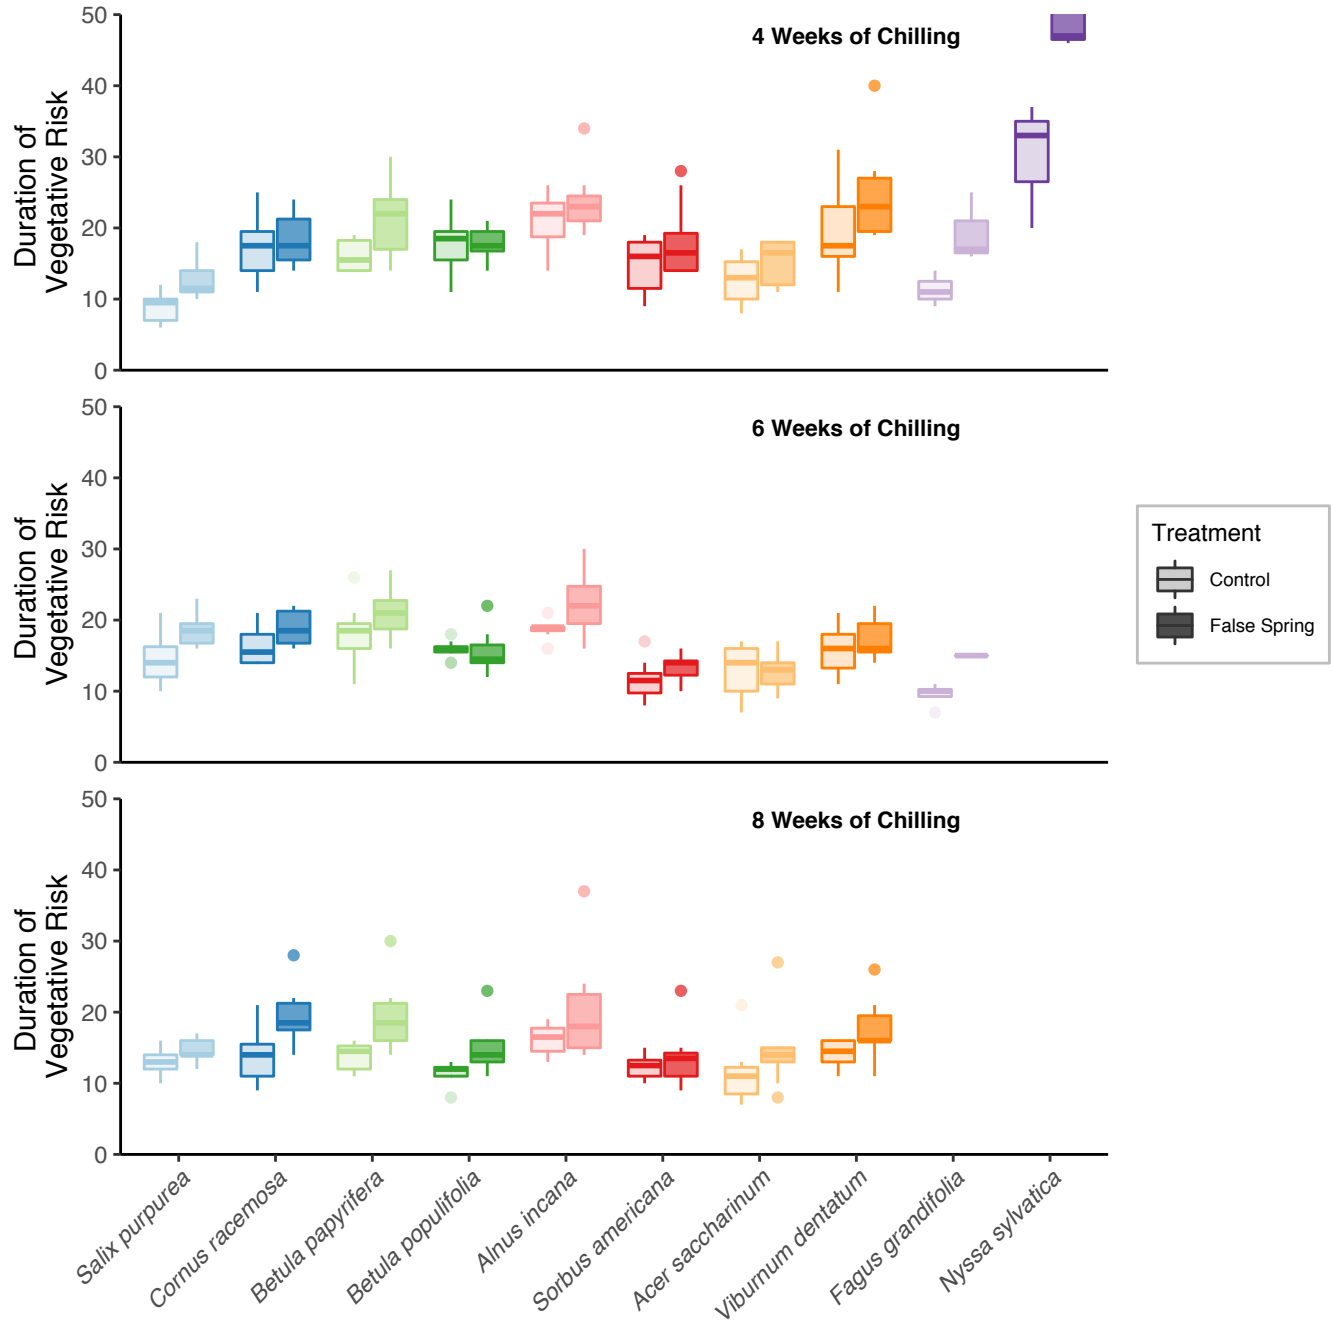 50
40
30
20
10
0
Duration of
Vegetative Risk
4 Weeks of Chilling
50
40
30
20
10
0
Duration of
Vegetative Risk
6 Weeks of Chilling
Treatment
Control
False Spring
50
40
30
20
10
0
Duration of
Vegetative Risk
8 Weeks of Chilling
Salix purpurea
Cornus racemosa
Betula papyrifera
Betula populifolia
Alnus incana
Sorbus americana
Acer saccharinum
Viburnum dentatum
Fagus grandifolia
Nyssa sylvatica